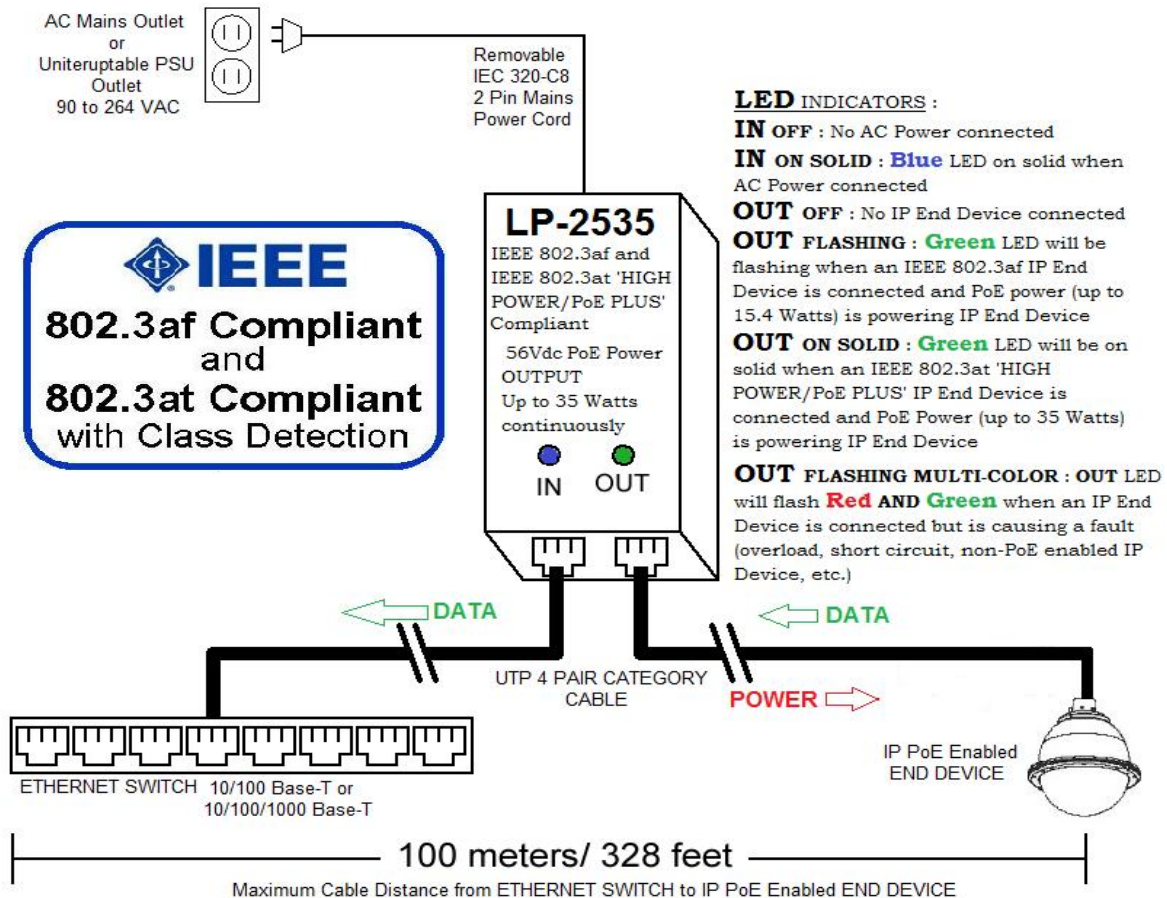 AC Mains Outlet
or
Uniteruptable PSU
Outlet
90 to 264 VAC
Removable
IEC 320-C8
2 Pin Mains
Power Cord
IEEE
802.3af Compliant
and
802.3at Compliant
with Class Detection
LP-2535
IEEE 802.3af and
IEEE 802.3at 'HIGH
POWER/PoE PLUS'
Compliant
56Vdc PoE Power
OUTPUT
Up to 35 Watts
continuously
IN OUT
LED INDICATORS :
IN OFF : No AC Power connected
IN ON SOLID : Blue LED on solid when
AC Power connected
OUT OFF : No IP End Device connected
OUT FLASHING : Green LED will be
flashing when an IEEE 802.3af IP End
Device is connected and PoE power (up to
15.4 Watts) is powering IP End Device
OUT ON SOLID : Green LED will be on
solid when an IEEE 802.3at 'HIGH
POWER/PoE PLUS' IP End Device is
connected and PoE Power (up to 35 Watts)
is powering IP End Device
OUT FLASHING MULTI-COLOR : OUT LED
will flash Red AND Green when an IP End
Device is connected but is causing a fault
(overload, short circuit, non-PoE enabled IP
Device, etc.)
DATA
DATA
UTP 4 PAIR CATEGORY
CABLE
POWER
IP PoE Enabled
END DEVICE
ETHERNET SWITCH 10/100 Base-T or
10/100/1000 Base-T
100 meters/ 328 feet
Maximum Cable Distance from ETHERNET SWITCH to IP PoE Enabled END DEVICE